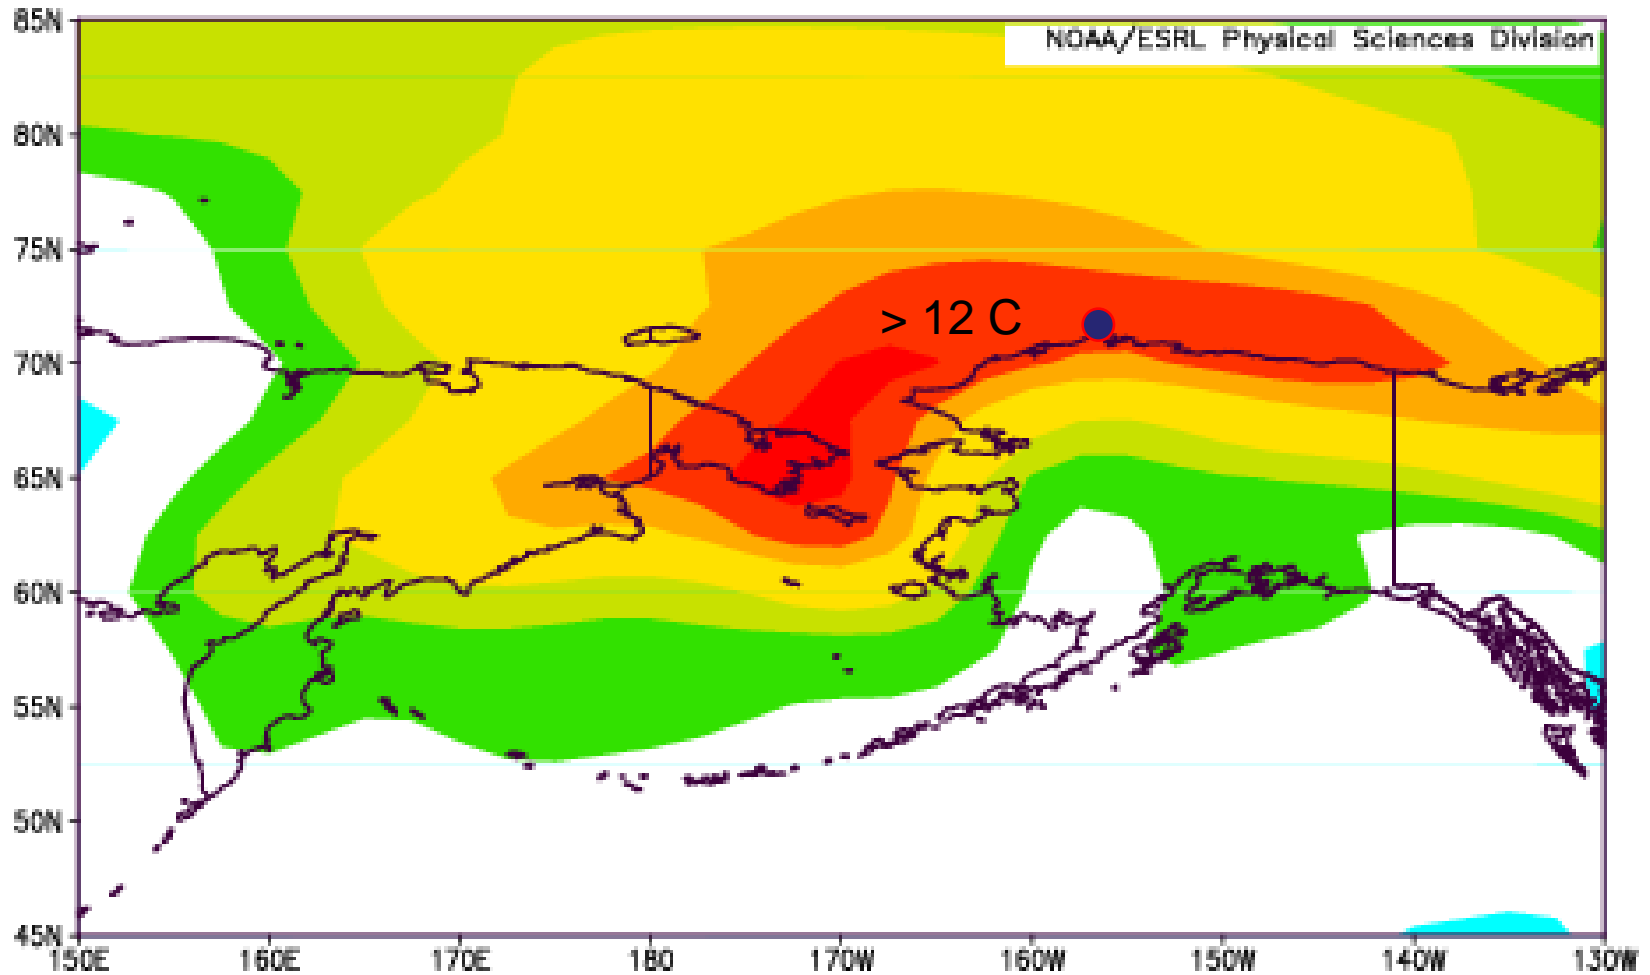 85N
NOAA/ESRL Physical Sciences Division
80N
75N
> 12 C
70N
65N
60N
55N
50N
45N
150E 160E 170E 180 170W 160W 150W 140W 130W